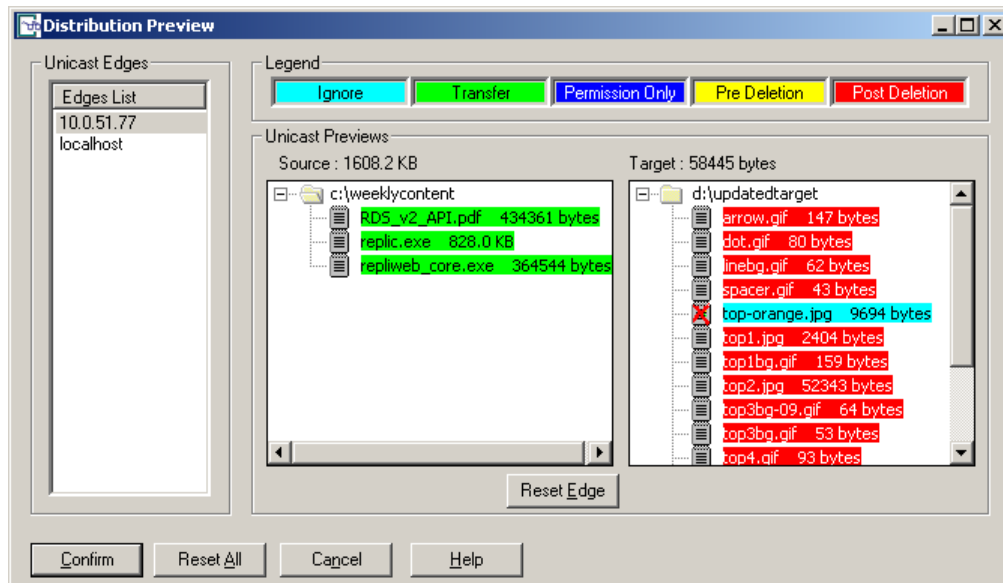 Distribution Preview
Unicast Edges
Edges List
10.0.51.77
localhost
Legend
Ignore
Transfer
Permission Only
Pre Deletion
Post Deletion
Unicast Previews
Source : 1608.2 KB
c:\weeklycontent
RDS_v2_API.pdf 434361 bytes
replic.exe 828.0 KB
repliweb_core.exe 364544 bytes
Target : 58445 bytes
d:\updatedtarget
arrow.gif 147 bytes
dot.gif 80 bytes
linebg.gif 62 bytes
spacer.gif 43 bytes
top-orange.jpg 9694 bytes
top1.jpg 2404 bytes
top1bg.gif 159 bytes
top2.jpg 52343 bytes
top3bg-09.gif 64 bytes
top3bg.gif 53 bytes
top4.gif 93 bytes
Reset Edge
Confirm
Reset All
Cancel
Help